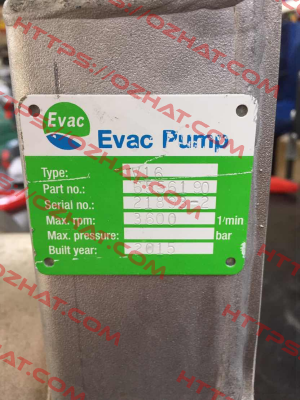 Evac
Evac Pump
Type:
Part no.:
Serial no.:
Max. rpm: 3600 1/min
Max. pressure: bar
Built year: 2015
HTTPS://OZHAT.COM